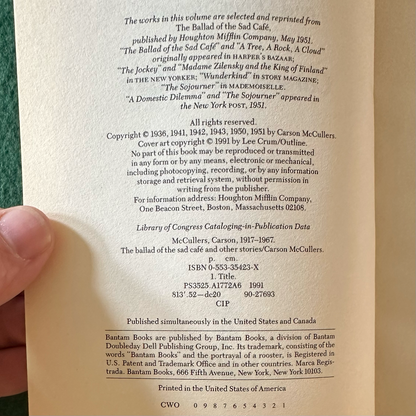 The works in this volume are selected and reprinted from
The Ballad of the Sad Café,
published by Houghton Mifflin Company, May 1951.
"The Ballad of the Sad Café" and "A Tree, A Rock, A Cloud"
originally appeared in HARPER'S BAZAAR;
"The Jockey" and "Madame Zilensky and the King of Finland"
in THE NEW YORKER; "Wunderkind" in STORY MAGAZINE;
"The Sojourner" in MADEMOISELLE.
"A Domestic Dilemma" and "The Sojourner" appeared in
the New York POST, 1951.
All rights reserved.
Copyright © 1936, 1941, 1942, 1943, 1950, 1951 by Carson McCullers.
Cover art copyright © 1991 by Lee Crum/Outline.
No part of this book may be reproduced or transmitted
in any form or by any means, electronic or mechanical,
including photocopying, recording, or by any information
storage and retrieval system, without permission in
writing from the publisher.
For information address: Houghton Mifflin Company,
One Beacon Street, Boston, Massachusetts 02108.
Library of Congress Cataloging-in-Publication Data
McCullers, Carson, 1917–1967.
The ballad of the sad café and other stories/Carson McCullers.
p. cm.
ISBN 0-553-35423-X
1. Title.
PS3525.A1772A6 1991
813'.52—dc20 90-27693
CIP
Published simultaneously in the United States and Canada
Bantam Books are published by Bantam Books, a division of Bantam
Doubleday Dell Publishing Group, Inc. Its trademark, consisting of the
words "Bantam Books" and the portrayal of a rooster, is Registered in
U.S. Patent and Trademark Office and in other countries. Marca Regis-
trada. Bantam Books, 666 Fifth Avenue, New York, New York 10103.
Printed in the United States of America
CWO 0 9 8 7 6 5 4 3 2 1